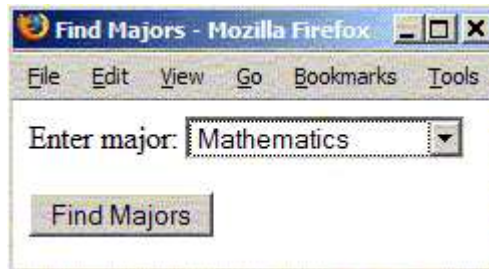 Find Majors - Mozilla Firefox
File Edit View Go Bookmarks Tools
Enter major: Mathematics
Find Majors